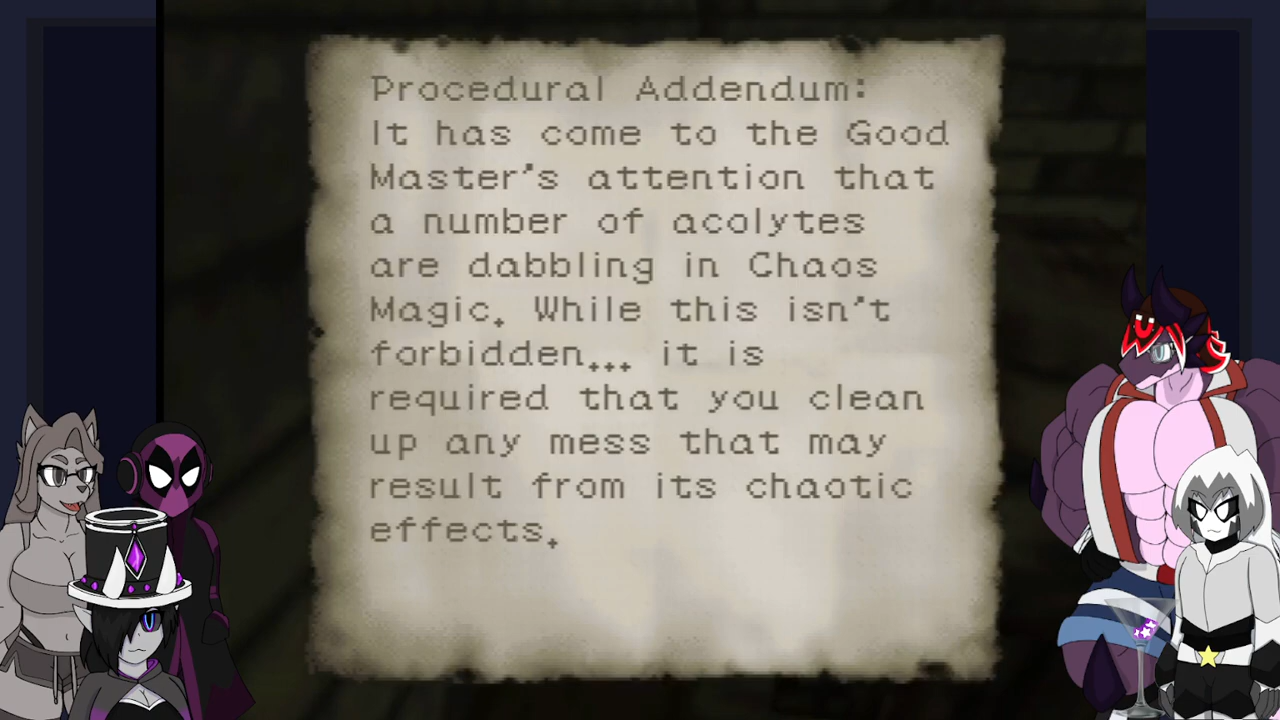 Procedural Addendum:
It has come to the Good
Master's attention that
a number of acolytes
are dabbling in Chaos
Magic. While this isn't
forbidden... it is
required that you clean
up any mess that may
result from its chaotic
effects.